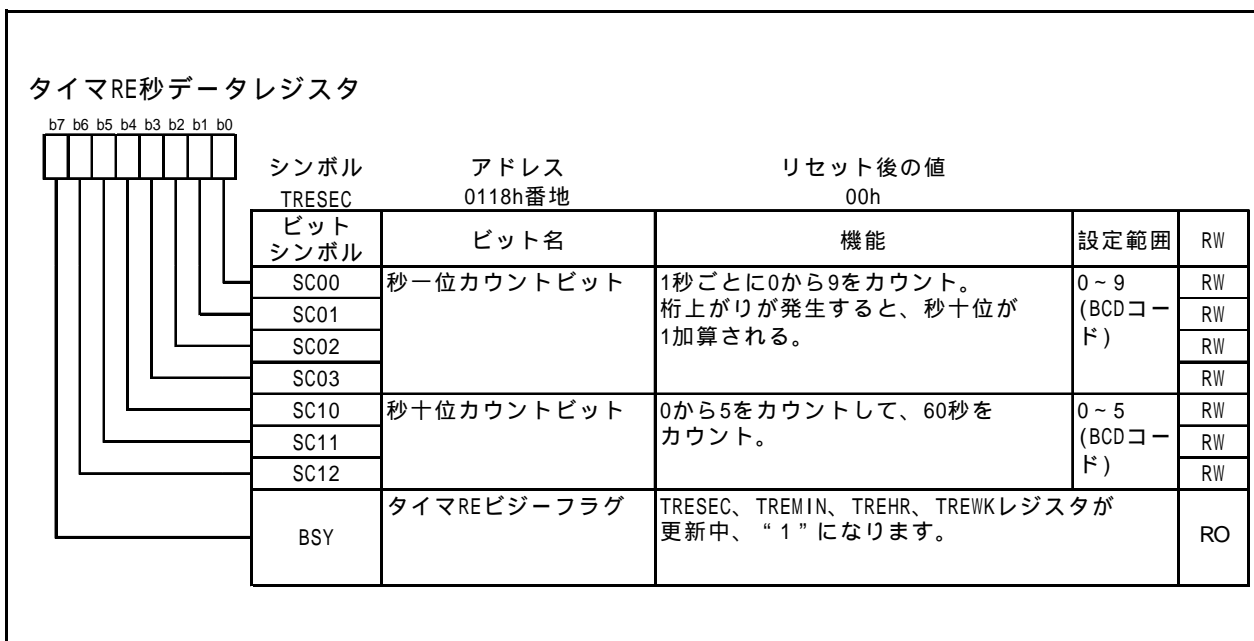 タイマRE秒データレジスタ
b7 b6 b5 b4 b3 b2 b1 b0
シンボル アドレス リセット後の値
TRESEC 0118h番地 00h
ビット
シンボル ビット名 機能 設定範囲 RW
SC00 秒一位カウントビット 1秒ごとに0から9をカウント。 0~9 RW
SC01 桁上がりが発生すると、秒十位が (BCDコー RW
SC02 1加算される。 ド) RW
SC03 RW
SC10 秒十位カウントビット 0から5をカウントして、60秒を 0~5 RW
SC11 カウント。 (BCDコー RW
SC12 ド) RW
タイマREビジーフラグ TRESEC、TREMIN、TREHR、TREWKレジスタが
BSY 更新中、“1”になります。 RO